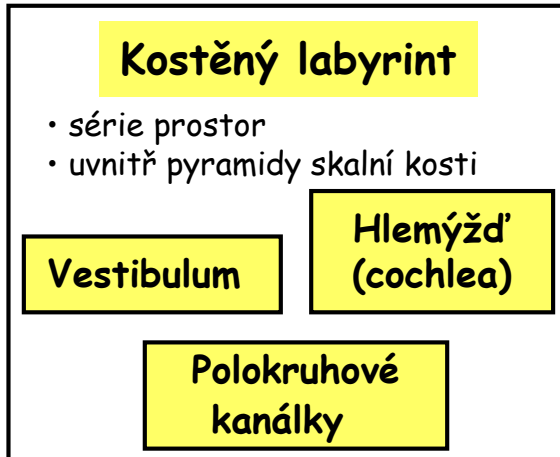 Kostěný labyrint
• série prostor
• uvnitř pyramidy skalní kosti
Hlemýžď
(cochlea)
Vestibulum
Polokruhové
kanálky